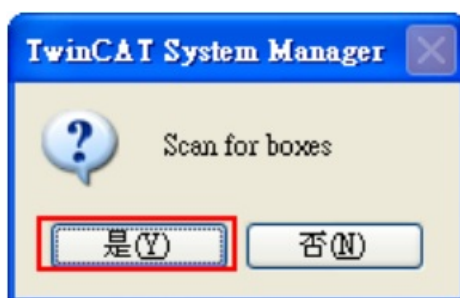 TwinCAT System Manager
Scan for boxes
是(Y) 否(N)